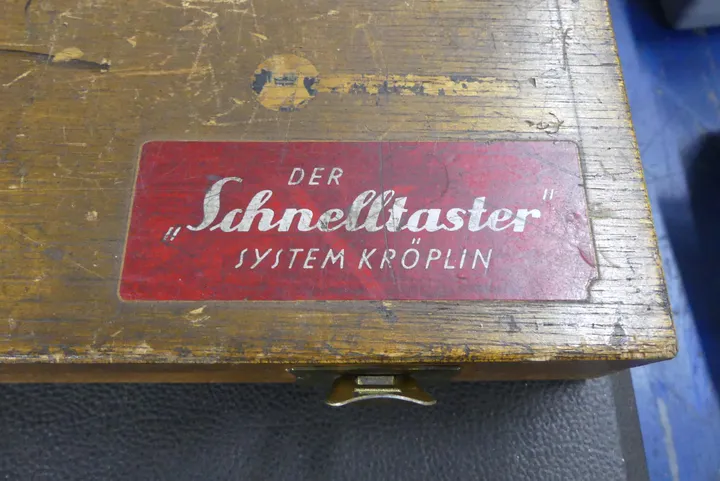 DER
„Schnelltaster"
SYSTEM KRÖPLIN